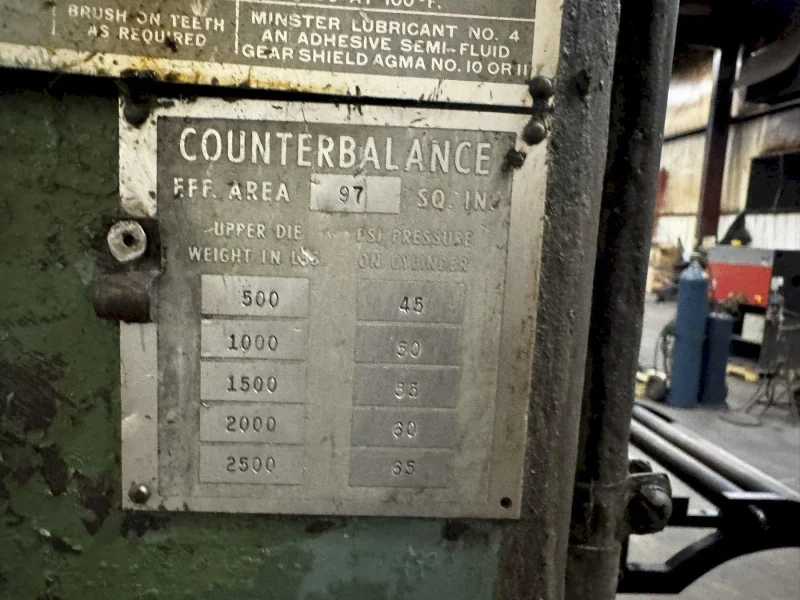 AT 100°F.
BRUSH ON TEETH
AS REQUIRED
MINSTER LUBRICANT NO. 4
AN ADHESIVE SEMI-FLUID
GEAR SHIELD AGMA NO. 10 OR 11
COUNTERBALANCE
EFF. AREA 97 SQ. IN.
UPPER DIE WEIGHT IN LBS
PSI PRESSURE ON CYLINDER
500 45
1000 50
1500 55
2000 60
2500 65